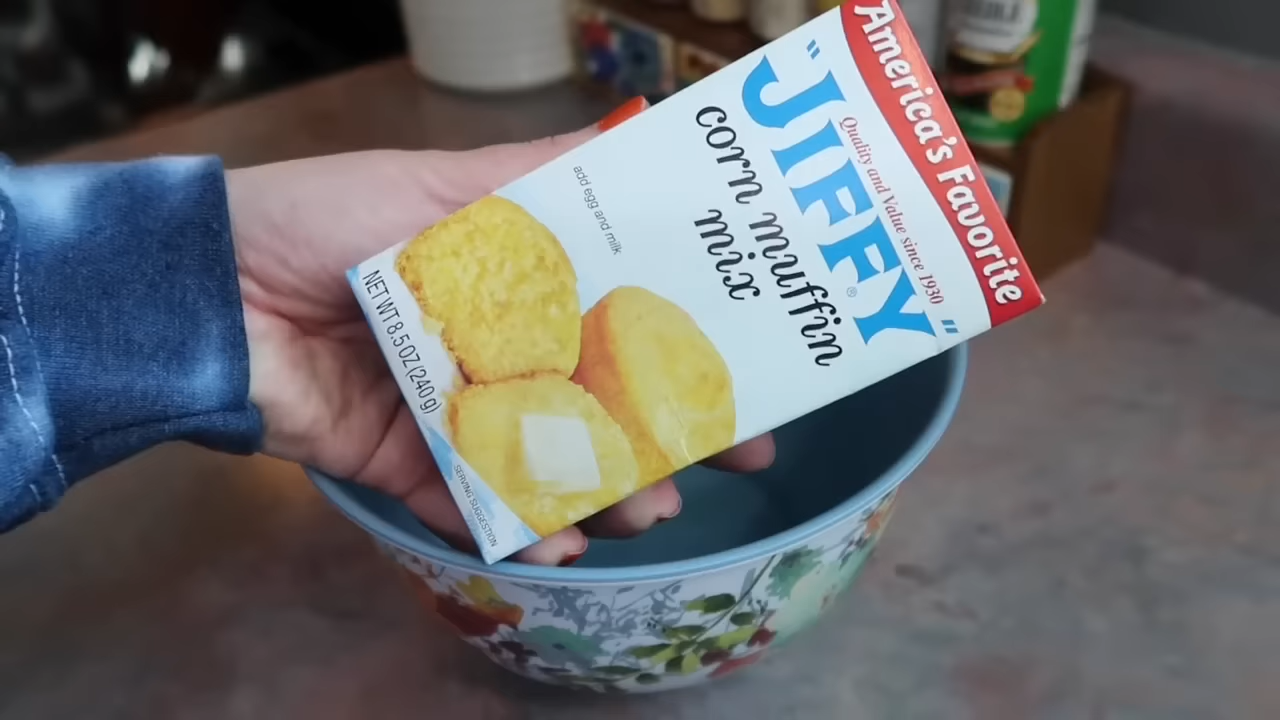 America's Favorite
"JIFFY"®
Quality and Value since 1930
corn muffin
mix
add egg and milk
NET WT 8.5 OZ (240g)
SERVING SUGGESTION